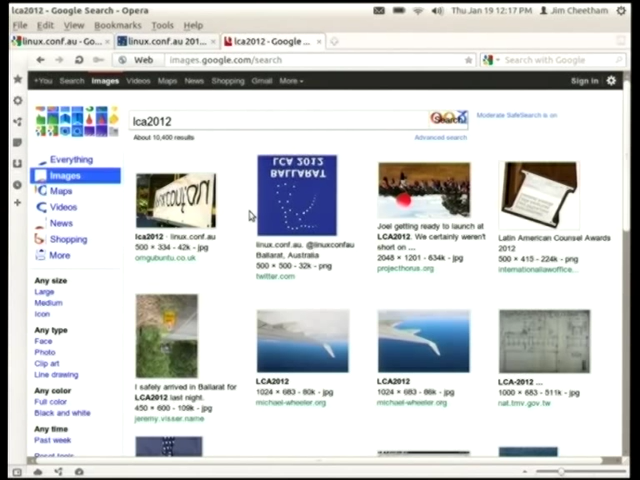 lca2012 - Google Search - Opera
File Edit View Bookmarks Tools Help
Thu Jan 19 12:17 PM Jim Cheetham
linux.conf.au - Go... linux.conf.au 201... lca2012 - Google ...
Web images.google.com/search Search with Google
+You Search Images Videos Maps News Shopping Gmail More Sign in
lca2012
Search
Moderate SafeSearch is on
About 10,400 results
Advanced search
Everything
Images
Maps
Videos
News
Shopping
More
Any size
Large
Medium
Icon
Any type
Face
Photo
Clip art
Line drawing
Any color
Full color
Black and white
Any time
Past week
Reset tools
LCA 2012
BALLARAT
lca2012 - linux.conf.au
500 × 334 - 42k - jpg
omgubuntu.co.uk
linux.conf.au. @linuxconfau
Ballarat, Australia
500 × 500 - 32k - png
twitter.com
Joel getting ready to launch at
LCA2012. We certainly weren't
short on ...
2048 × 1201 - 634k - jpg
projecthorus.org
Latin American Counsel Awards
2012
500 × 415 - 224k - png
internationallawoffice...
I safely arrived in Ballarat for
LCA2012 last night.
450 × 600 - 109k - jpg
jeremy.visser.name
LCA2012
1024 × 683 - 80k - jpg
michael-wheeler.org
LCA2012
1024 × 683 - 86k - jpg
michael-wheeler.org
LCA-2012 ...
1000 × 683 - 511k - jpg
nat.tmv.gov.tw